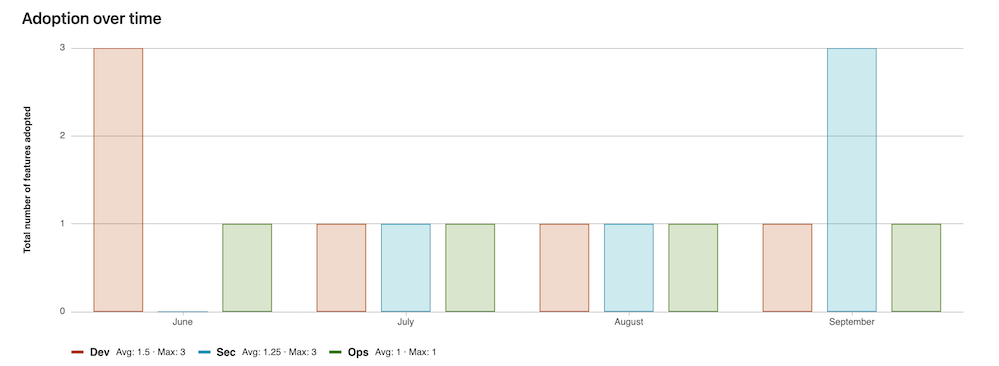 Adoption over time
Total number of features adopted
3
2
1
0
June July August September
Dev Avg: 1.5 · Max: 3 Sec Avg: 1.25 · Max: 3 Ops Avg: 1 · Max: 1